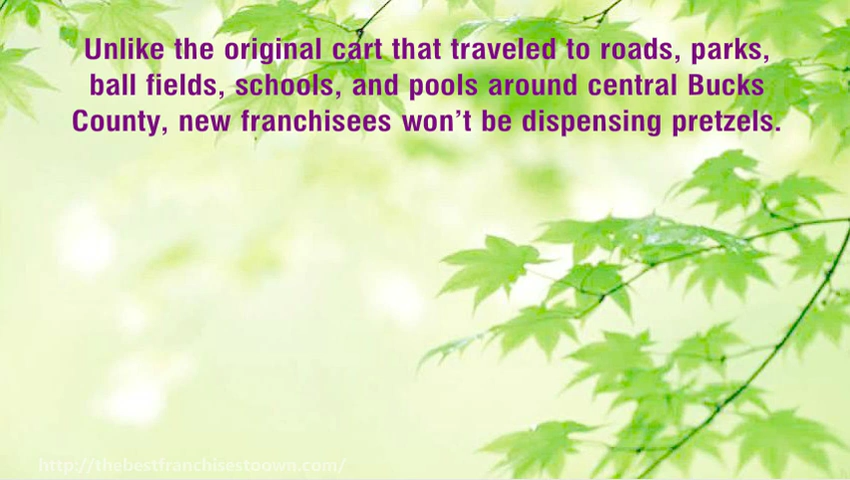 Unlike the original cart that traveled to roads, parks,
ball fields, schools, and pools around central Bucks
County, new franchisees won't be dispensing pretzels.
http://thebestfranchisestoown.com/